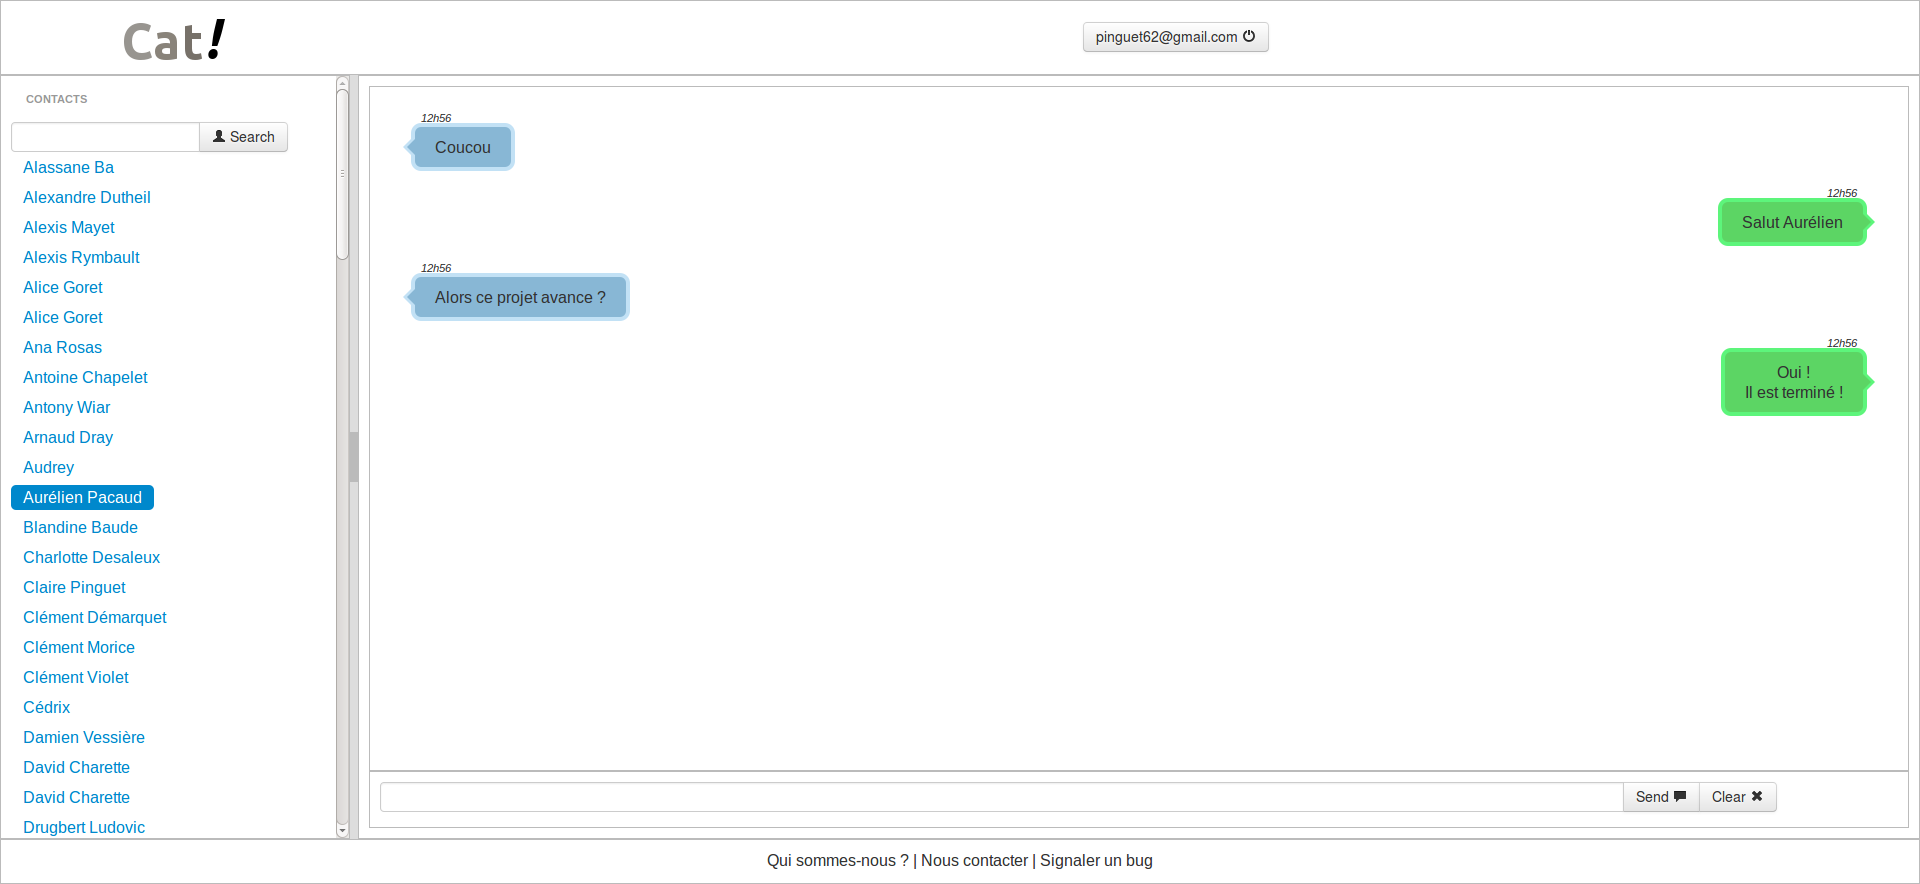 Cat!
pinguet62@gmail.com
CONTACTS
Search
Alassane Ba
Alexandre Dutheil
Alexis Mayet
Alexis Rymbault
Alice Goret
Alice Goret
Ana Rosas
Antoine Chapelet
Antony Wiar
Arnaud Dray
Audrey
Aurélien Pacaud
Blandine Baude
Charlotte Desaleux
Claire Pinguet
Clément Démarquet
Clément Morice
Clément Violet
Cédrix
Damien Vessière
David Charette
David Charette
Drugbert Ludovic
12h56
Coucou
12h56
Salut Aurélien
12h56
Alors ce projet avance ?
12h56
Oui !
Il est terminé !
Send
Clear
Qui sommes-nous ? | Nous contacter | Signaler un bug